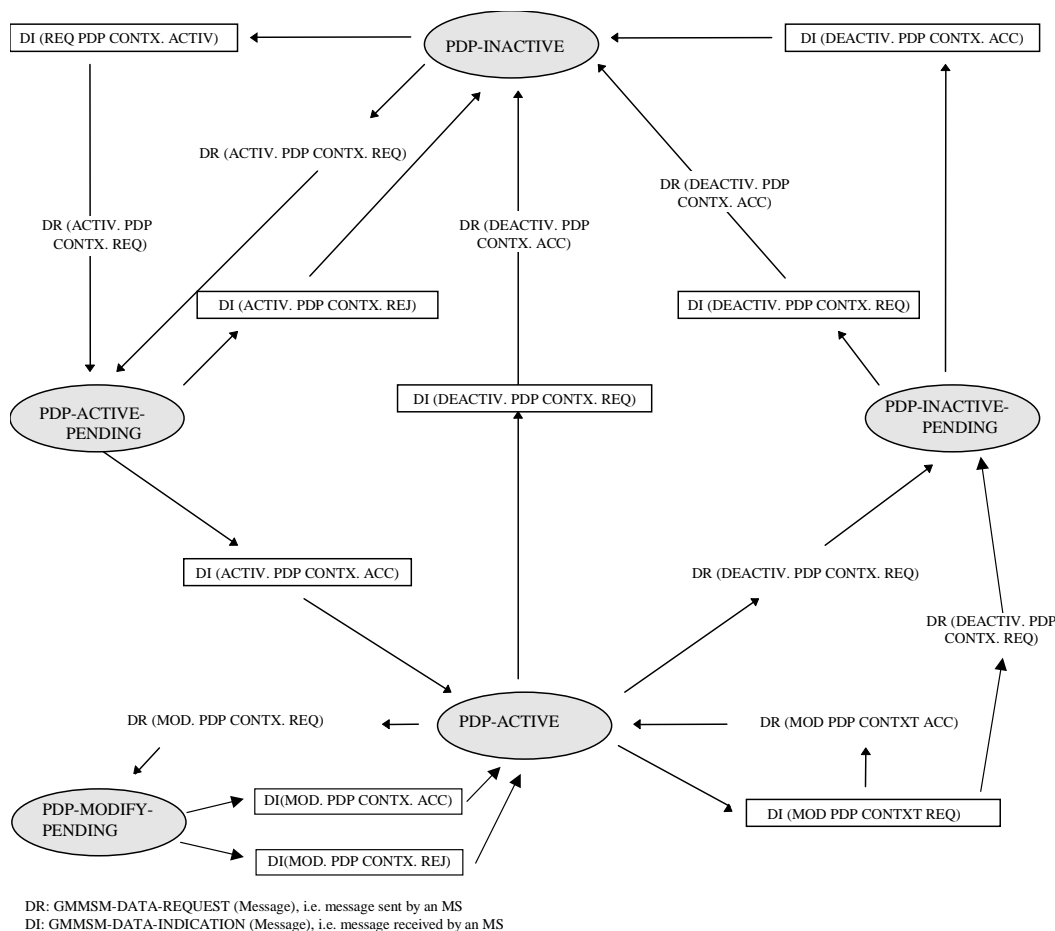 DI (REQ PDP CONTX. ACTIV)
PDP-INACTIVE
DI (DEACTIV. PDP CONTX. ACC)
DR (ACTIV. PDP CONTX. REQ)
DR (DEACTIV. PDP
CONTX. ACC)
DR (ACTIV. PDP
CONTX. REQ)
DR (DEACTIV. PDP
CONTX. ACC)
DI (ACTIV. PDP CONTX. REJ)
DI (DEACTIV. PDP CONTX. REQ)
PDP-ACTIVE-
PENDING
DI (DEACTIV. PDP CONTX. REQ)
PDP-INACTIVE-
PENDING
DI (ACTIV. PDP CONTX. ACC)
DR (DEACTIV. PDP CONTX. REQ)
DR (DEACTIV. PDP
CONTX. REQ)
DR (MOD. PDP CONTX. REQ)
PDP-ACTIVE
DR (MOD PDP CONTXT ACC)
PDP-MODIFY-
PENDING
DI(MOD. PDP CONTX. ACC)
DI (MOD PDP CONTXT REQ)
DI(MOD. PDP CONTX. REJ)
DR: GMMSM-DATA-REQUEST (Message), i.e. message sent by an MS
DI: GMMSM-DATA-INDICATION (Message), i.e. message received by an MS